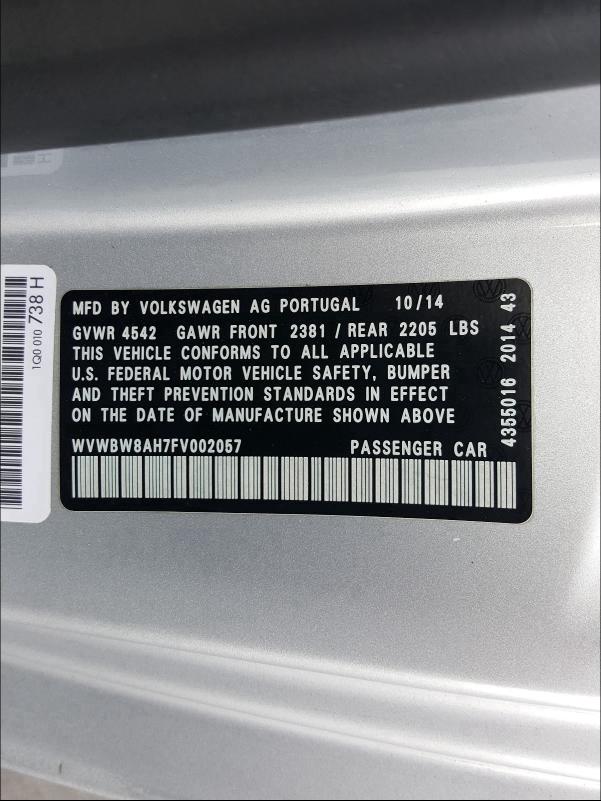 MFD BY VOLKSWAGEN AG PORTUGAL 10/14
GVWR 4542 GAWR FRONT 2381 / REAR 2205 LBS
THIS VEHICLE CONFORMS TO ALL APPLICABLE
U.S. FEDERAL MOTOR VEHICLE SAFETY, BUMPER
AND THEFT PREVENTION STANDARDS IN EFFECT
ON THE DATE OF MANUFACTURE SHOWN ABOVE
WVWBW8AH7FV002057 PASSENGER CAR
4355016 2014 43
1Q0 010 738 H